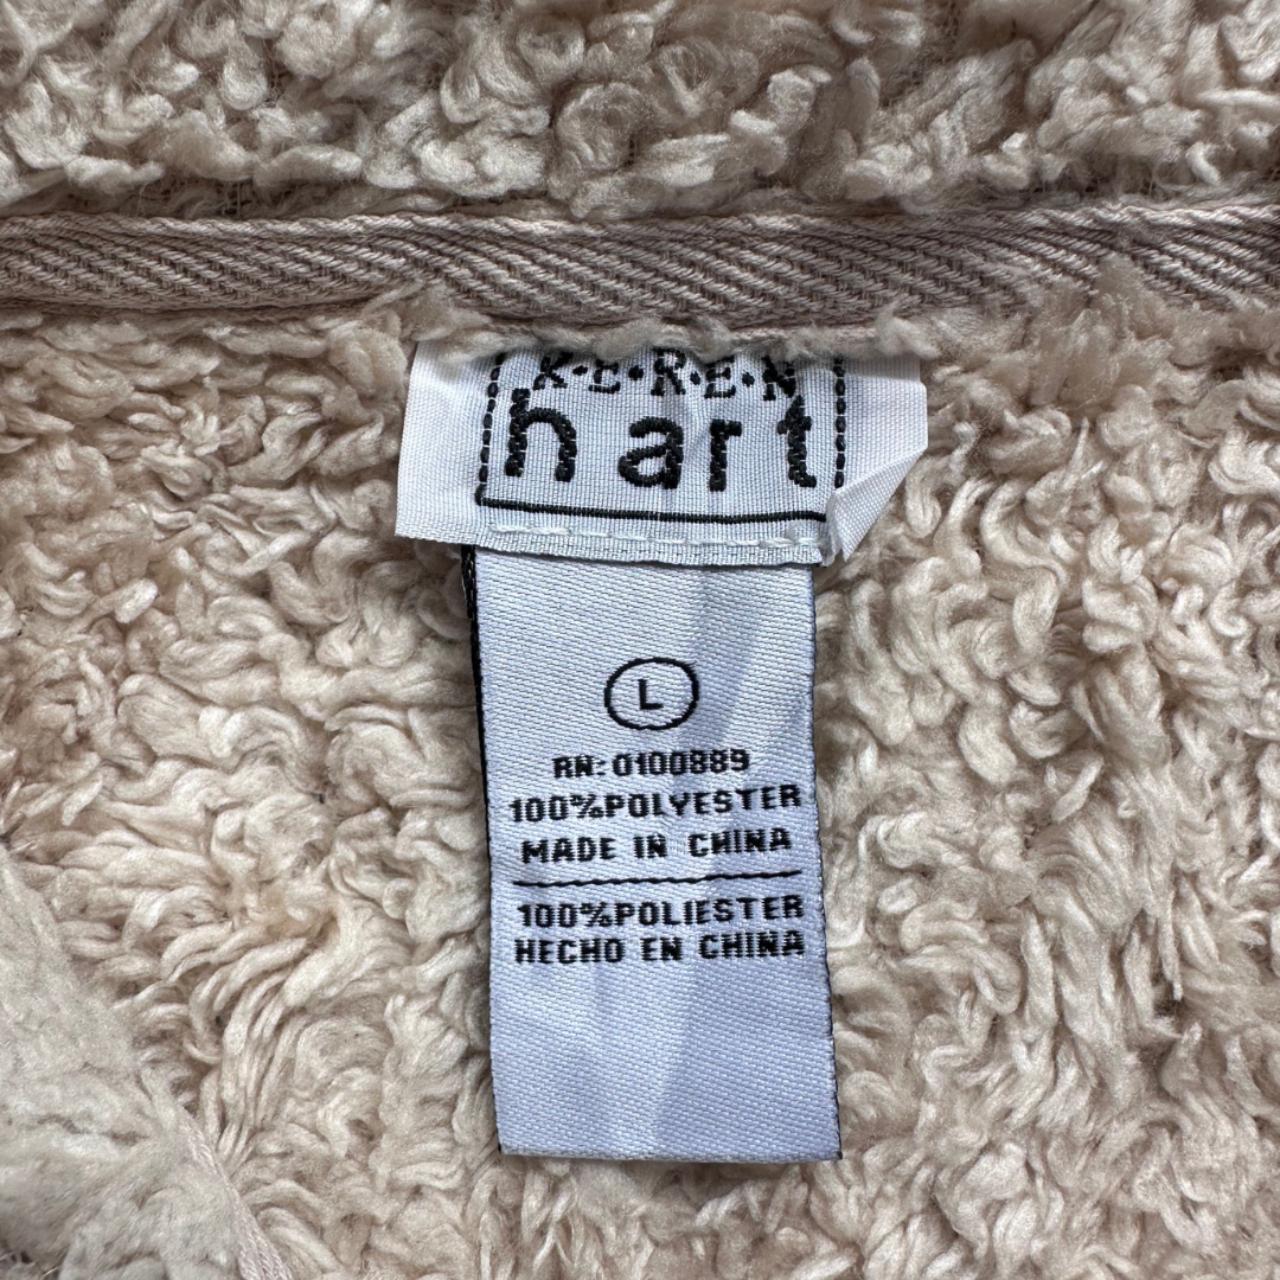 K·E·R·E·N
hart
L
RN: 0100889
100%POLYESTER
MADE IN CHINA
100%POLIESTER
HECHO EN CHINA